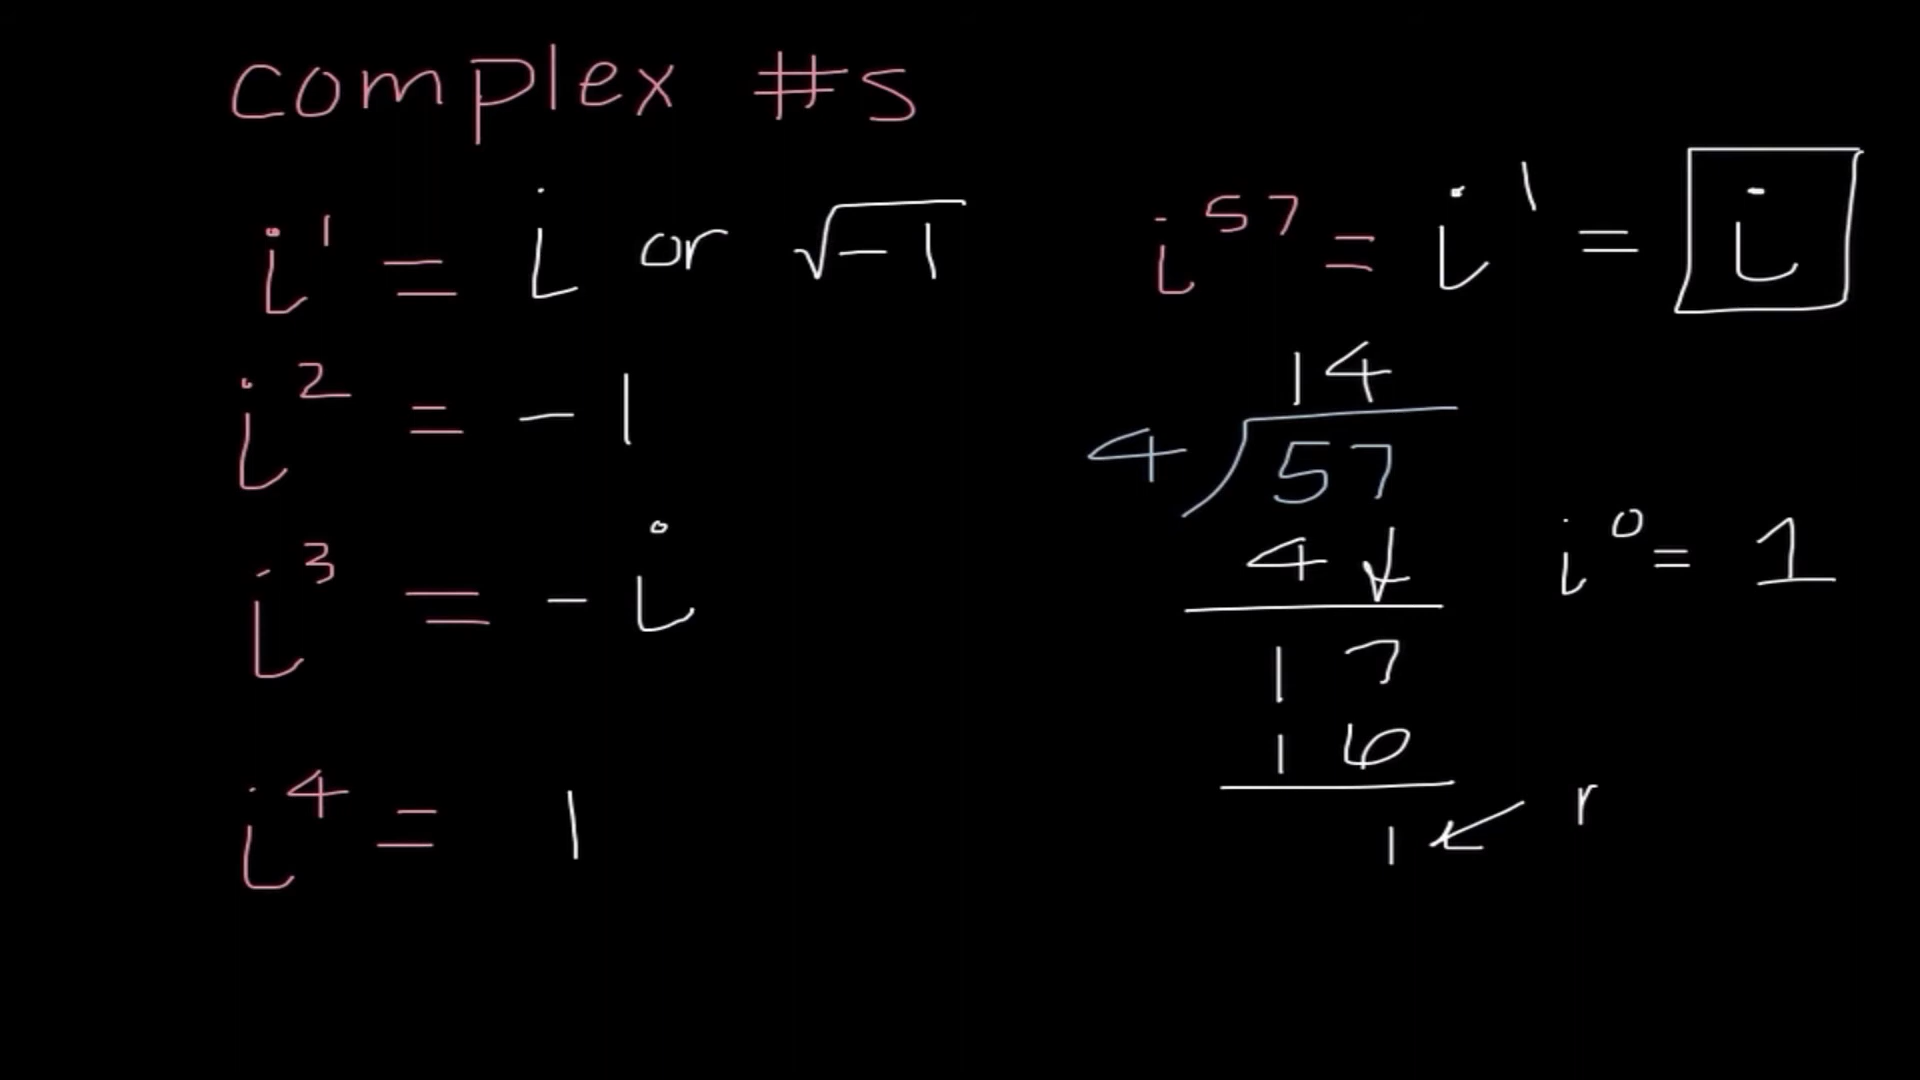 complex #s
i¹ = i or √-1
i² = -1
i³ = -i
i⁴ = 1
i⁵⁷ = i¹ = i
14
4 57
4
17
16
1 r
i⁰ = 1